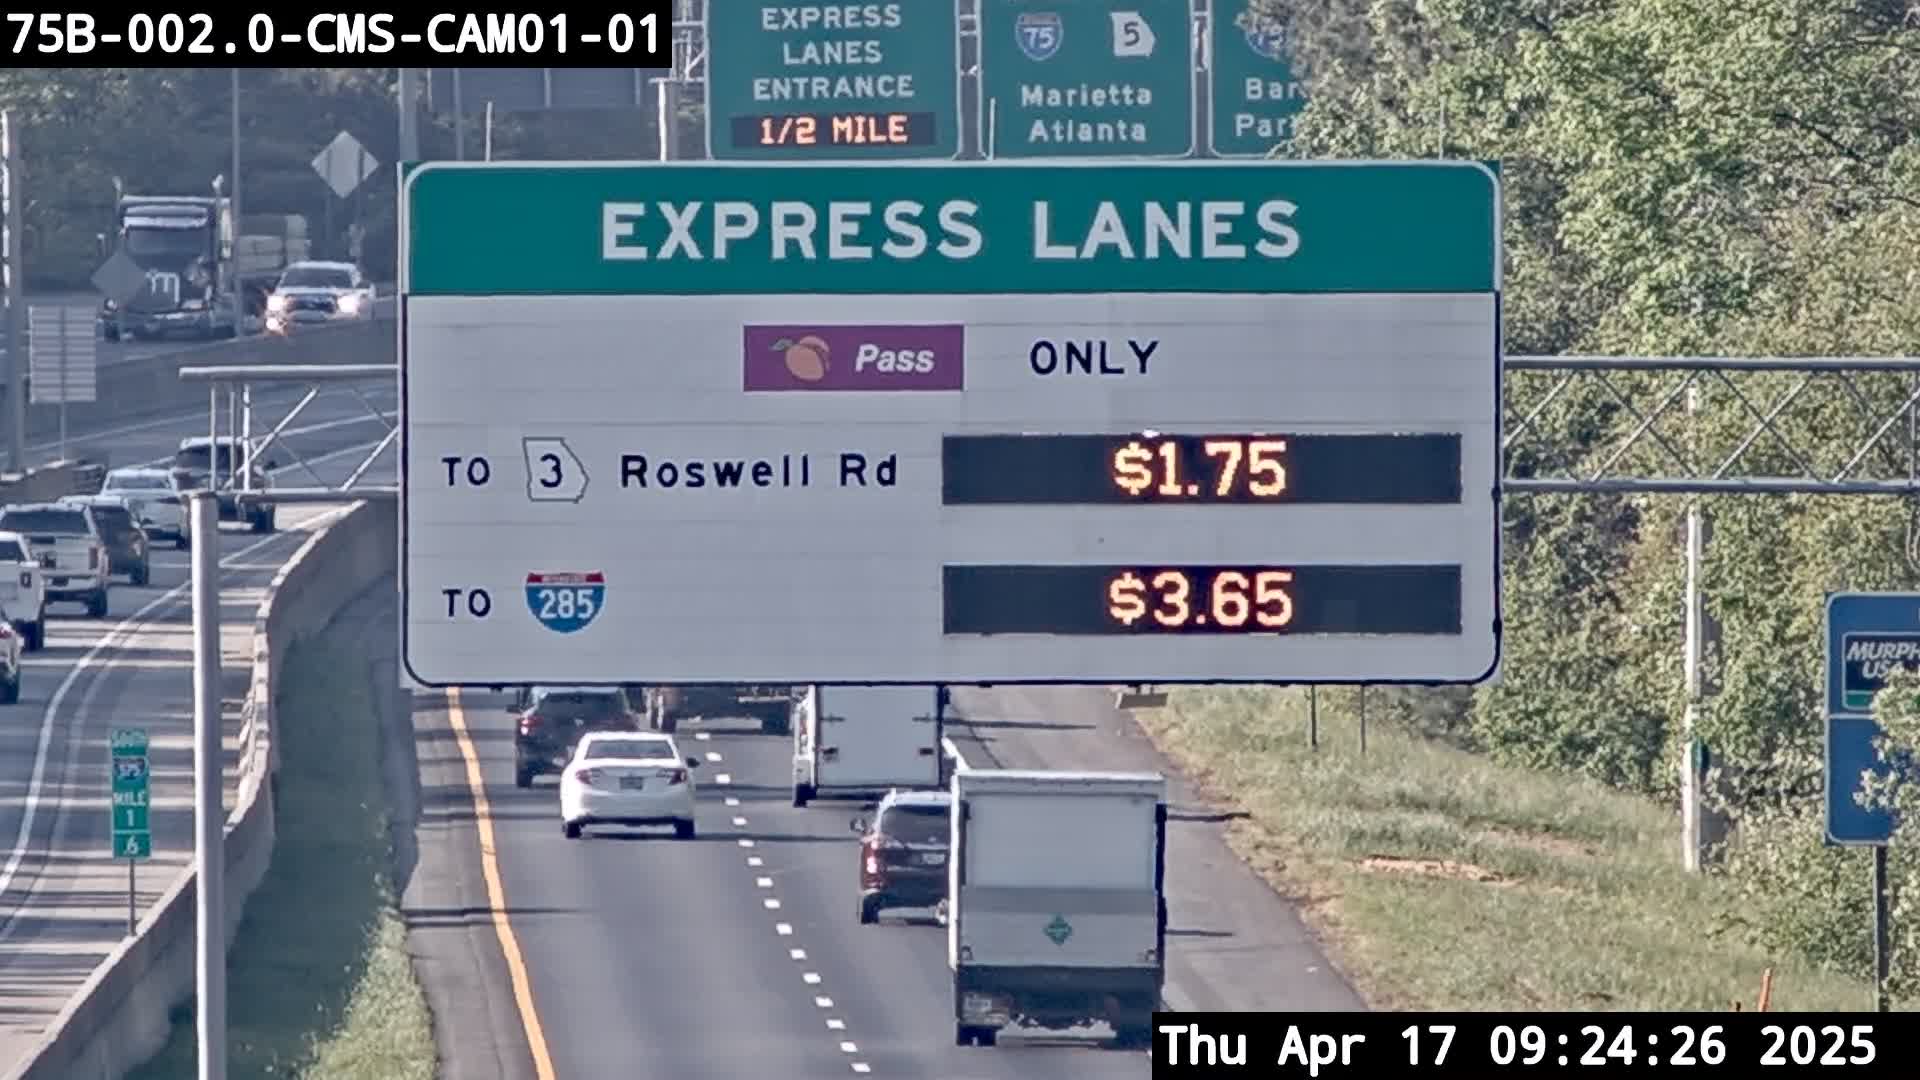 75B-002.0-CMS-CAM01-01
EXPRESS
LANES
ENTRANCE
1/2 MILE
75 5
Marietta
Atlanta
EXPRESS LANES
Pass ONLY
TO 3 Roswell Rd $1.75
TO 285 $3.65
South
575
MILE
1
.6
Thu Apr 17 09:24:26 2025